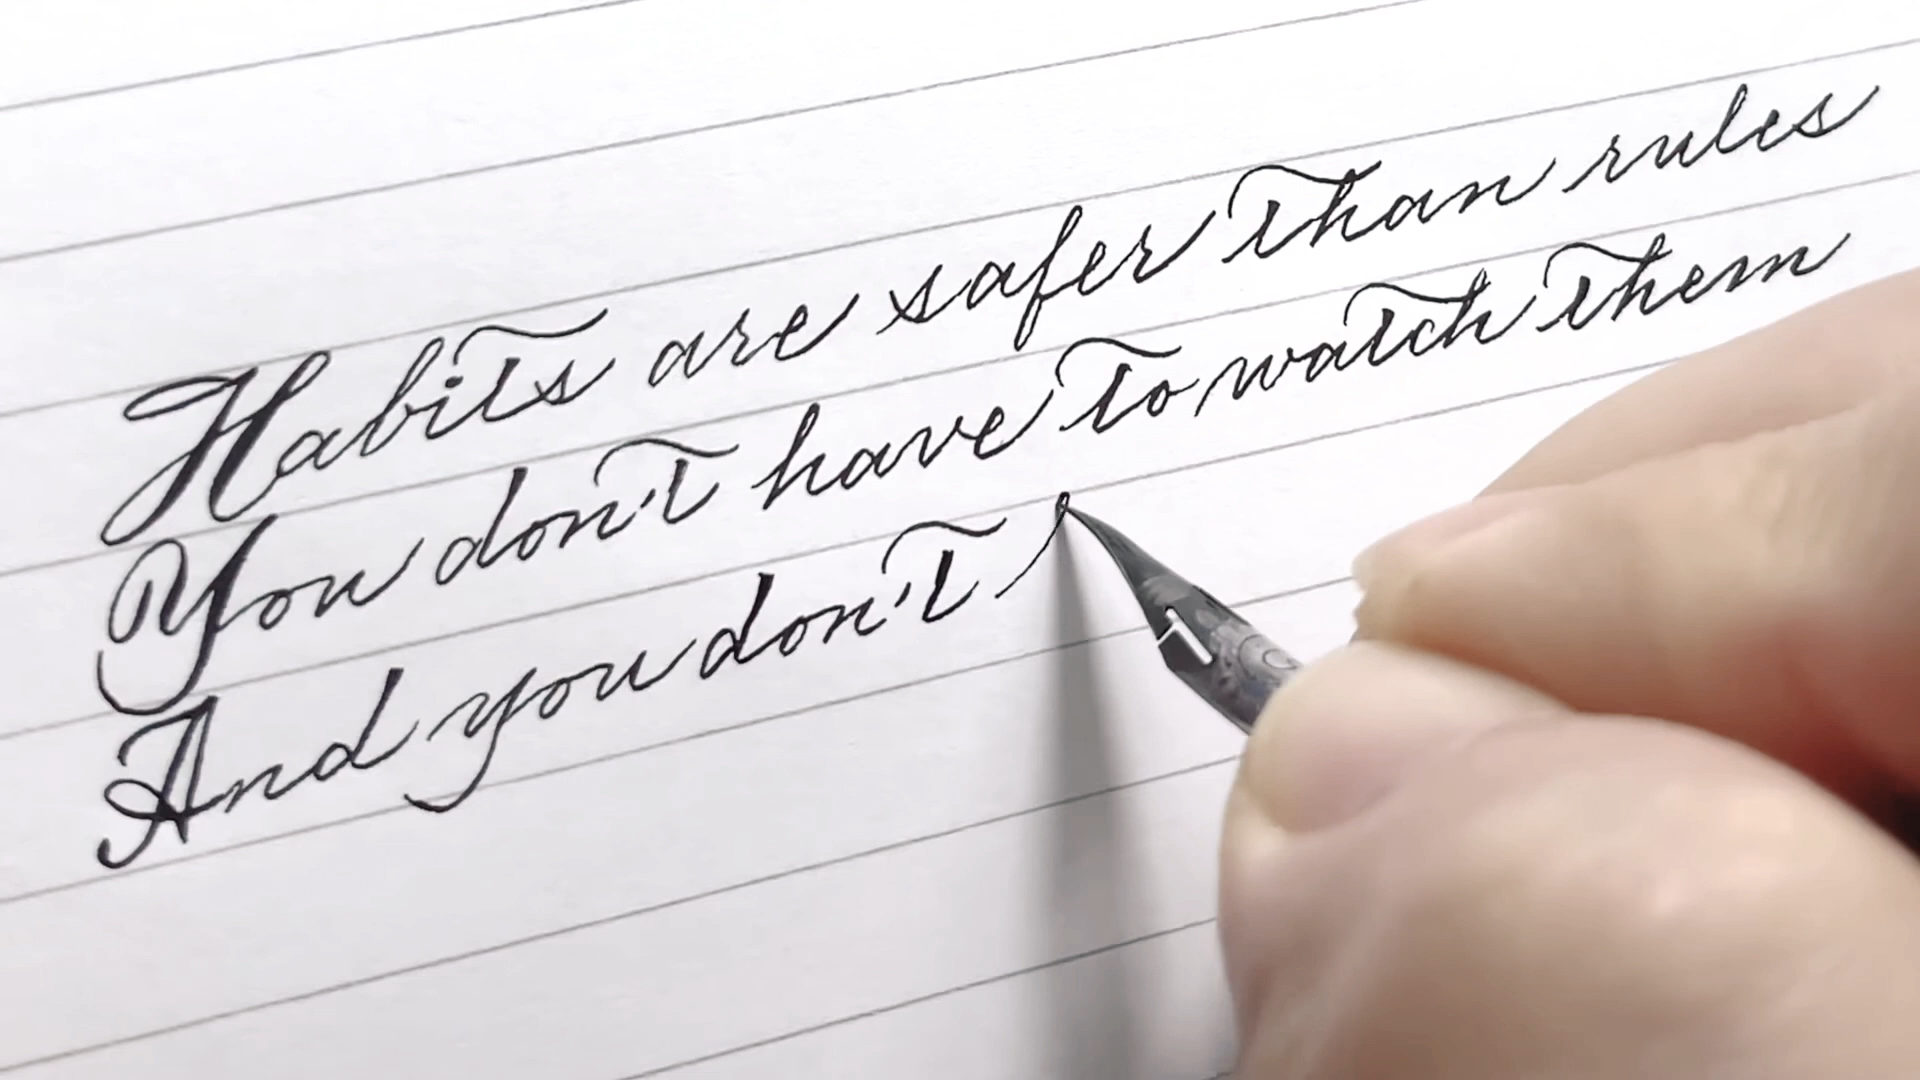 Habits are safer than rules
You don't have to watch them
And you don't